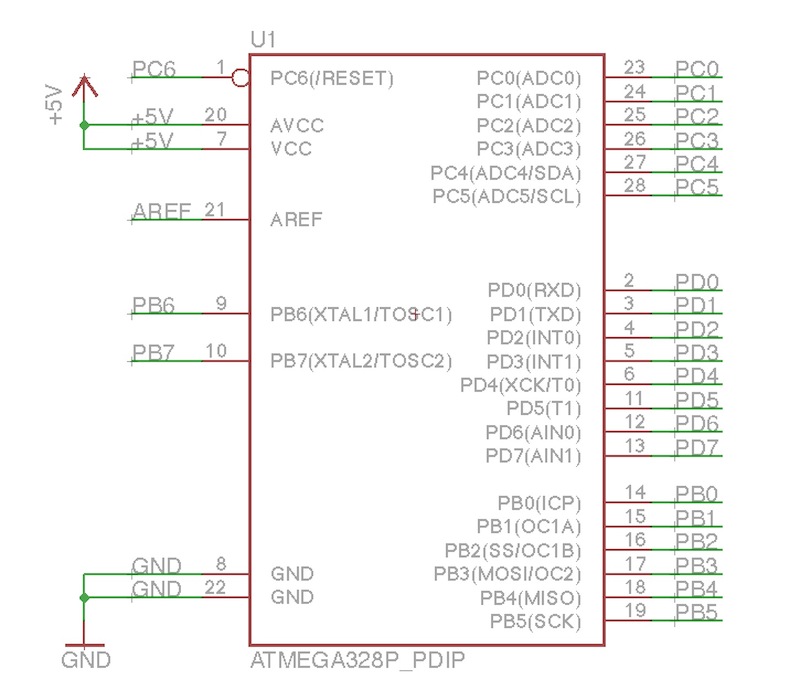 U1
PC6 1 PC6(/RESET)
+5V
+5V 20 AVCC
+5V 7 VCC
AREF 21 AREF
PB6 9 PB6(XTAL1/TOSC1)
PB7 10 PB7(XTAL2/TOSC2)
GND 8 GND
GND 22 GND
GND
PC0(ADC0) 23 PC0
PC1(ADC1) 24 PC1
PC2(ADC2) 25 PC2
PC3(ADC3) 26 PC3
PC4(ADC4/SDA) 27 PC4
PC5(ADC5/SCL) 28 PC5
PD0(RXD) 2 PD0
PD1(TXD) 3 PD1
PD2(INT0) 4 PD2
PD3(INT1) 5 PD3
PD4(XCK/T0) 6 PD4
PD5(T1) 11 PD5
PD6(AIN0) 12 PD6
PD7(AIN1) 13 PD7
PB0(ICP) 14 PB0
PB1(OC1A) 15 PB1
PB2(SS/OC1B) 16 PB2
PB3(MOSI/OC2) 17 PB3
PB4(MISO) 18 PB4
PB5(SCK) 19 PB5
ATMEGA328P_PDIP